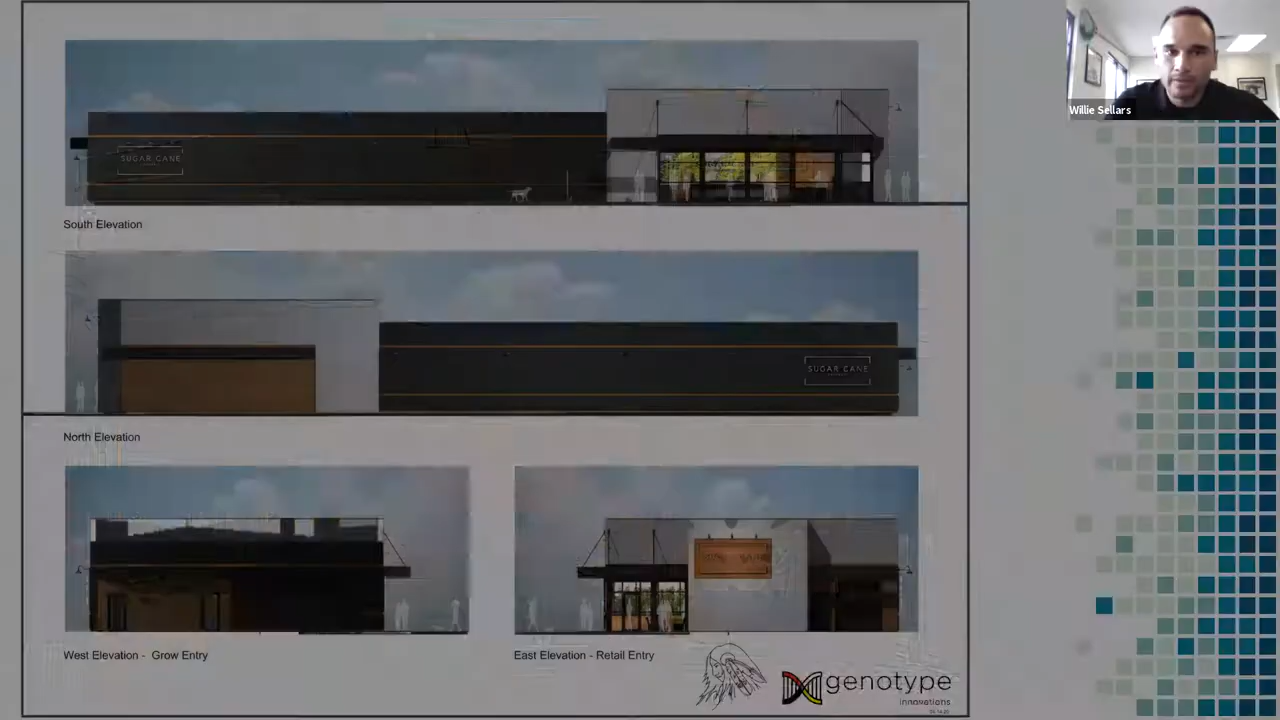 Willie Sellars
SUGAR CANE
South Elevation
SUGAR CANE
North Elevation
West Elevation - Grow Entry
East Elevation - Retail Entry
genotype
innovations